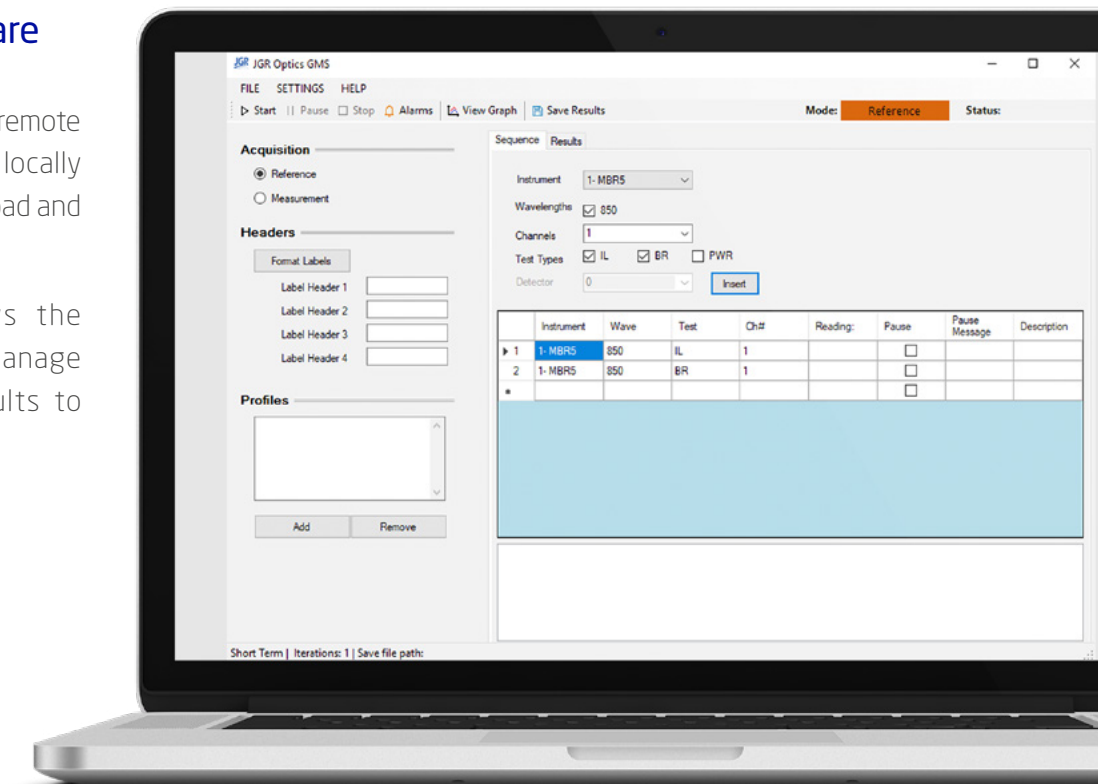 are
remote
locally
oad and
s the
anage
ults to
JGR JGR Optics GMS
FILE SETTINGS HELP
Start Pause Stop Alarms View Graph Save Results Mode: Reference Status:
Acquisition
Reference
Measurement
Headers
Format Labels
Label Header 1
Label Header 2
Label Header 3
Label Header 4
Profiles
Add Remove
Sequence Results
Instrument 1- MBR5
Wavelengths 850
Channels 1
Test Types IL BR PWR
Detector 0 Insert
Instrument Wave Test Ch# Reading: Pause Pause Message Description
1 1- MBR5 850 IL 1
2 1- MBR5 850 BR 1
Short Term | Iterations: 1 | Save file path: